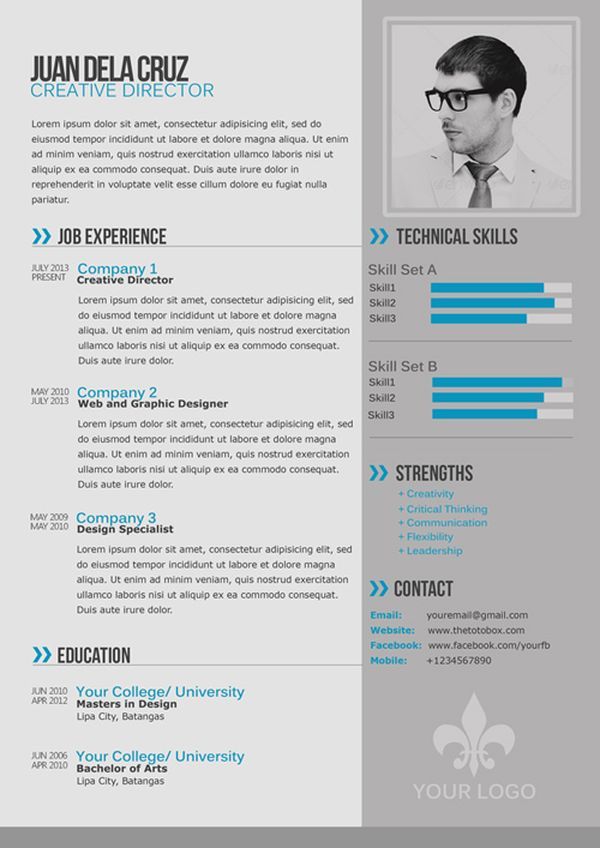 JUAN DELA CRUZ
CREATIVE DIRECTOR
Lorem ipsum dolor sit amet, consectetur adipisicing elit, sed do
eiusmod tempor incididunt ut labore et dolore magna aliqua. Ut enim
ad minim veniam, quis nostrud exercitation ullamco laboris nisi ut
aliquip ex ea commodo consequat. Duis aute irure dolor in
reprehenderit in voluptate velit esse cillum dolore eu fugiat nulla
pariatur.
JOB EXPERIENCE
JULY 2013
PRESENT
Company 1
Creative Director
Lorem ipsum dolor sit amet, consectetur adipisicing elit, sed
do eiusmod tempor incididunt ut labore et dolore magna
aliqua. Ut enim ad minim veniam, quis nostrud exercitation
ullamco laboris nisi ut aliquip ex ea commodo consequat.
Duis aute irure dolor.
MAY 2010
JULY 2013
Company 2
Web and Graphic Designer
Lorem ipsum dolor sit amet, consectetur adipisicing elit, sed
do eiusmod tempor incididunt ut labore et dolore magna
aliqua. Ut enim ad minim veniam, quis nostrud exercitation
ullamco laboris nisi ut aliquip ex ea commodo consequat.
Duis aute irure dolor.
MAY 2009
MAY 2010
Company 3
Design Specialist
Lorem ipsum dolor sit amet, consectetur adipisicing elit, sed
do eiusmod tempor incididunt ut labore et dolore magna
aliqua. Ut enim ad minim veniam, quis nostrud exercitation
ullamco laboris nisi ut aliquip ex ea commodo consequat.
Duis aute irure dolor.
EDUCATION
JUN 2010
APR 2012
Your College/ University
Masters in Design
Lipa City, Batangas
JUN 2006
APR 2010
Your College/ University
Bachelor of Arts
Lipa City, Batangas
TECHNICAL SKILLS
Skill Set A
Skill1
Skill2
Skill3
Skill Set B
Skill1
Skill2
Skill3
STRENGTHS
+ Creativity
+ Critical Thinking
+ Communication
+ Flexibility
+ Leadership
CONTACT
Email: youremail@gmail.com
Website: www.thetotobox.com
Facebook: www.facebook.com/yourfb
Mobile: +1234567890
YOUR LOGO